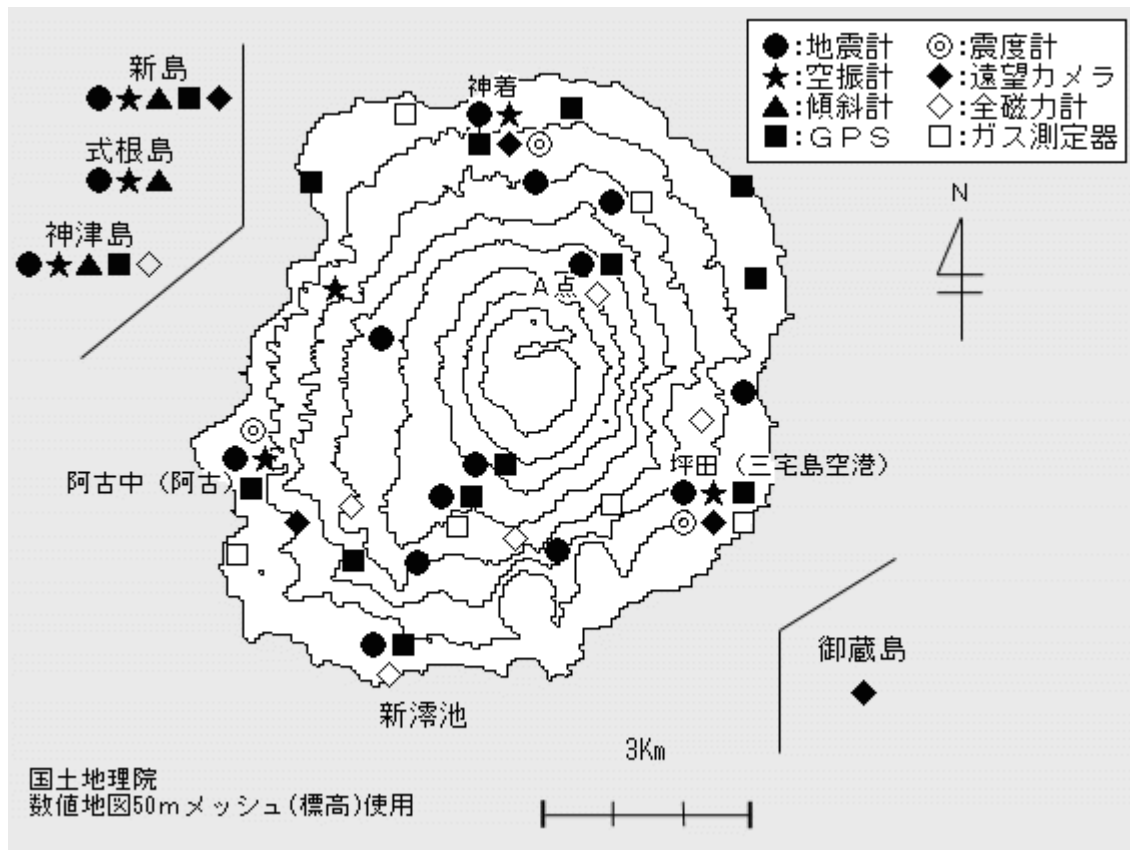 新島
式根島
神津島
神着
●:地震計 ◎:震度計
★:空振計 ◆:遠望カメラ
▲:傾斜計 ◇:全磁力計
■:GPS □:ガス測定器
N
A点
阿古中(阿古)
坪田(三宅島空港)
御蔵島
新澪池
3Km
国土地理院
数値地図50mメッシュ(標高)使用